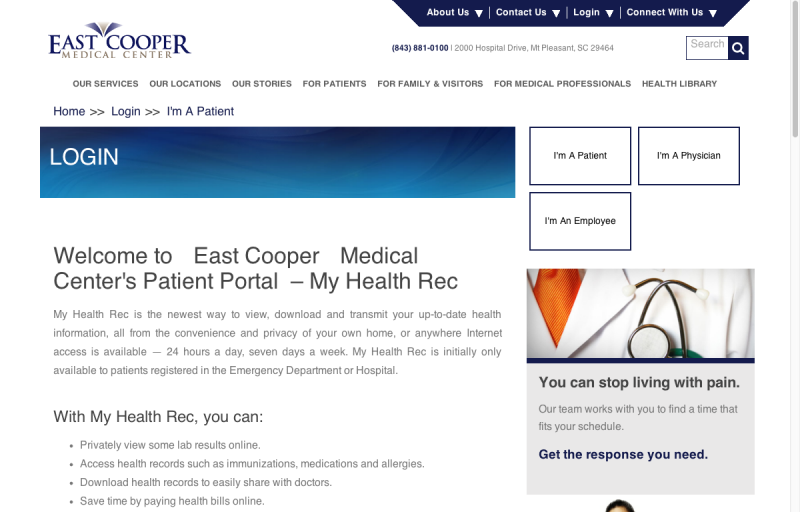 About Us ▼ | Contact Us ▼ | Login ▼ | Connect With Us ▼
EAST COOPER
MEDICAL CENTER
(843) 881-0100 | 2000 Hospital Drive, Mt Pleasant, SC 29464
Search
OUR SERVICES OUR LOCATIONS OUR STORIES FOR PATIENTS FOR FAMILY & VISITORS FOR MEDICAL PROFESSIONALS HEALTH LIBRARY
Home >> Login >> I'm A Patient
LOGIN
I'm A Patient
I'm A Physician
I'm An Employee
Welcome to East Cooper Medical
Center's Patient Portal – My Health Rec
My Health Rec is the newest way to view, download and transmit your up-to-date health
information, all from the convenience and privacy of your own home, or anywhere Internet
access is available — 24 hours a day, seven days a week. My Health Rec is initially only
available to patients registered in the Emergency Department or Hospital.
With My Health Rec, you can:
• Privately view some lab results online.
• Access health records such as immunizations, medications and allergies.
• Download health records to easily share with doctors.
• Save time by paying health bills online.
You can stop living with pain.
Our team works with you to find a time that
fits your schedule.
Get the response you need.